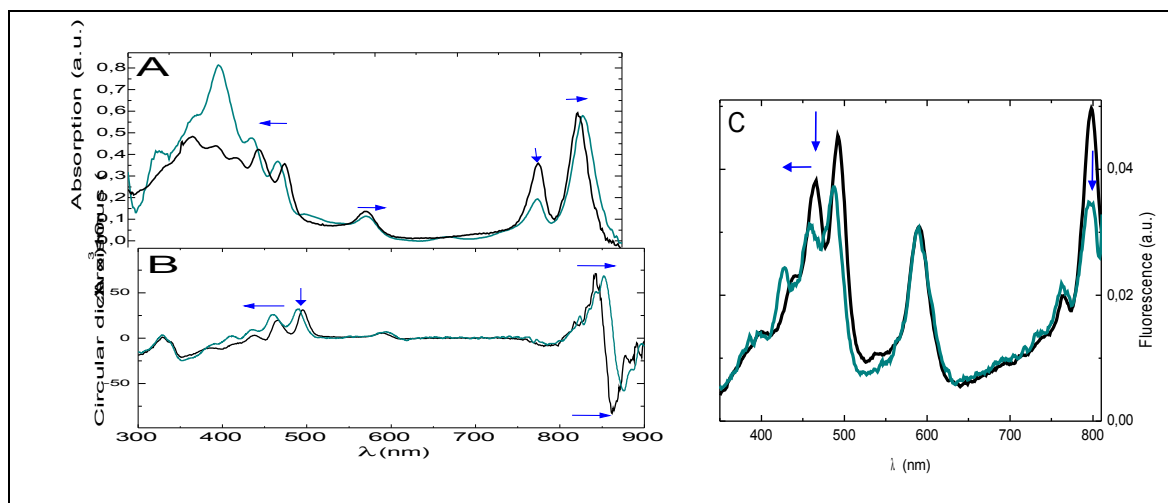 A
Absorption (a.u.)
0,8
0,7
0,6
0,5
0,4
0,3
0,2
0,1
0,0
B
Circular
50
0
-50
300 400 500 600 700 800 900
λ (nm)
C
Fluorescence (a.u.)
0,04
0,02
0,00
400 500 600 700 800
λ (nm)